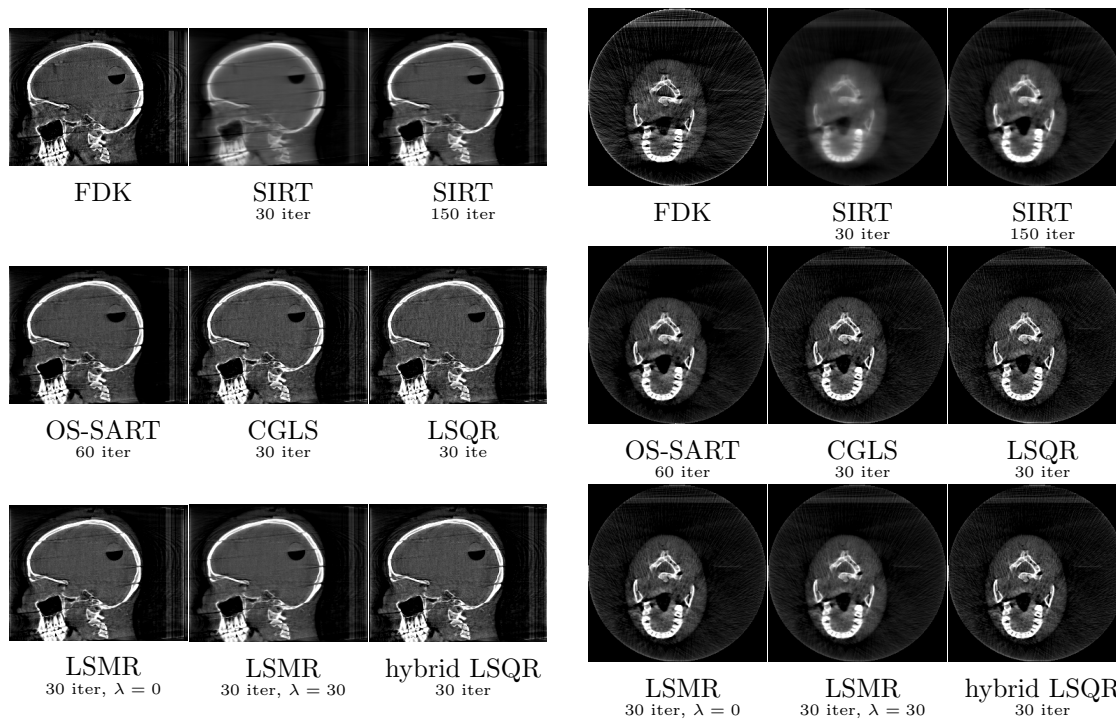 FDK SIRT SIRT
30 iter 150 iter
OS-SART CGLS LSQR
60 iter 30 iter 30 ite
LSMR LSMR hybrid LSQR
30 iter, λ = 0 30 iter, λ = 30 30 iter
FDK SIRT SIRT
30 iter 150 iter
OS-SART CGLS LSQR
60 iter 30 iter 30 iter
LSMR LSMR hybrid LSQR
30 iter, λ = 0 30 iter, λ = 30 30 iter